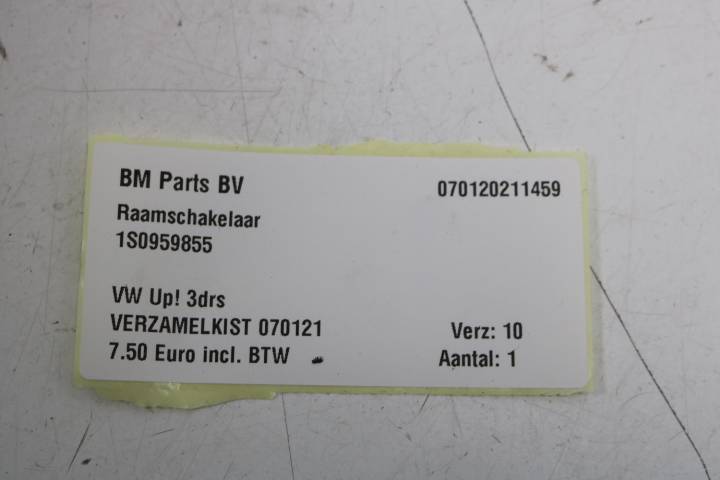 BM Parts BV 070120211459
Raamschakelaar
1S0959855
VW Up! 3drs
VERZAMELKIST 070121 Verz: 10
7.50 Euro incl. BTW Aantal: 1